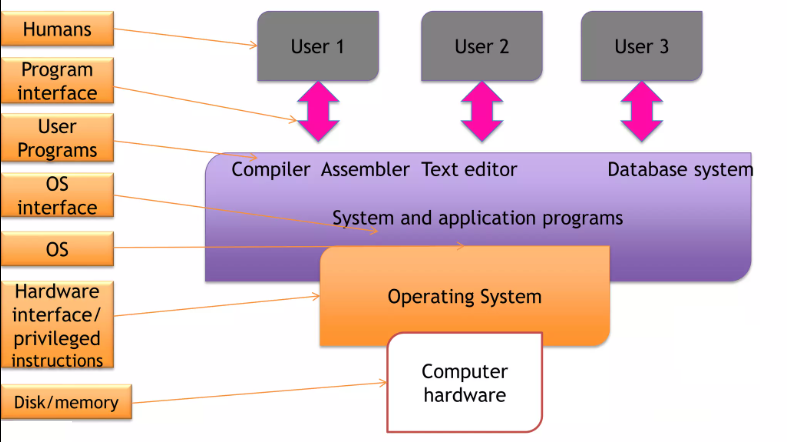 Humans
Program
interface
User
Programs
OS
interface
OS
Hardware
interface/
privileged
instructions
Disk/memory
User 1
User 2
User 3
Compiler Assembler Text editor Database system
System and application programs
Operating System
Computer
hardware